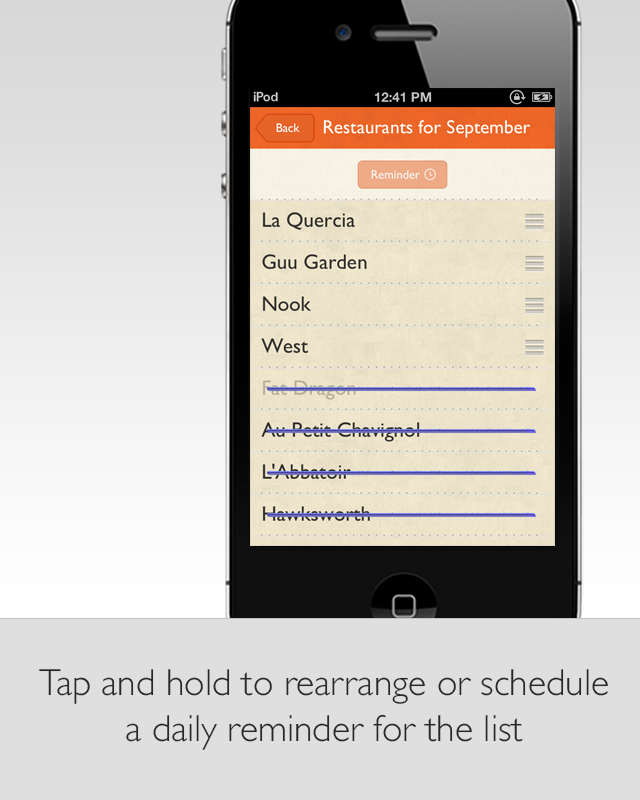 iPod 12:41 PM
Back Restaurants for September
Reminder
La Quercia
Guu Garden
Nook
West
Fat Dragon
Au Petit Chavignol
L'Abbatoir
Hawksworth
Tap and hold to rearrange or schedule
a daily reminder for the list